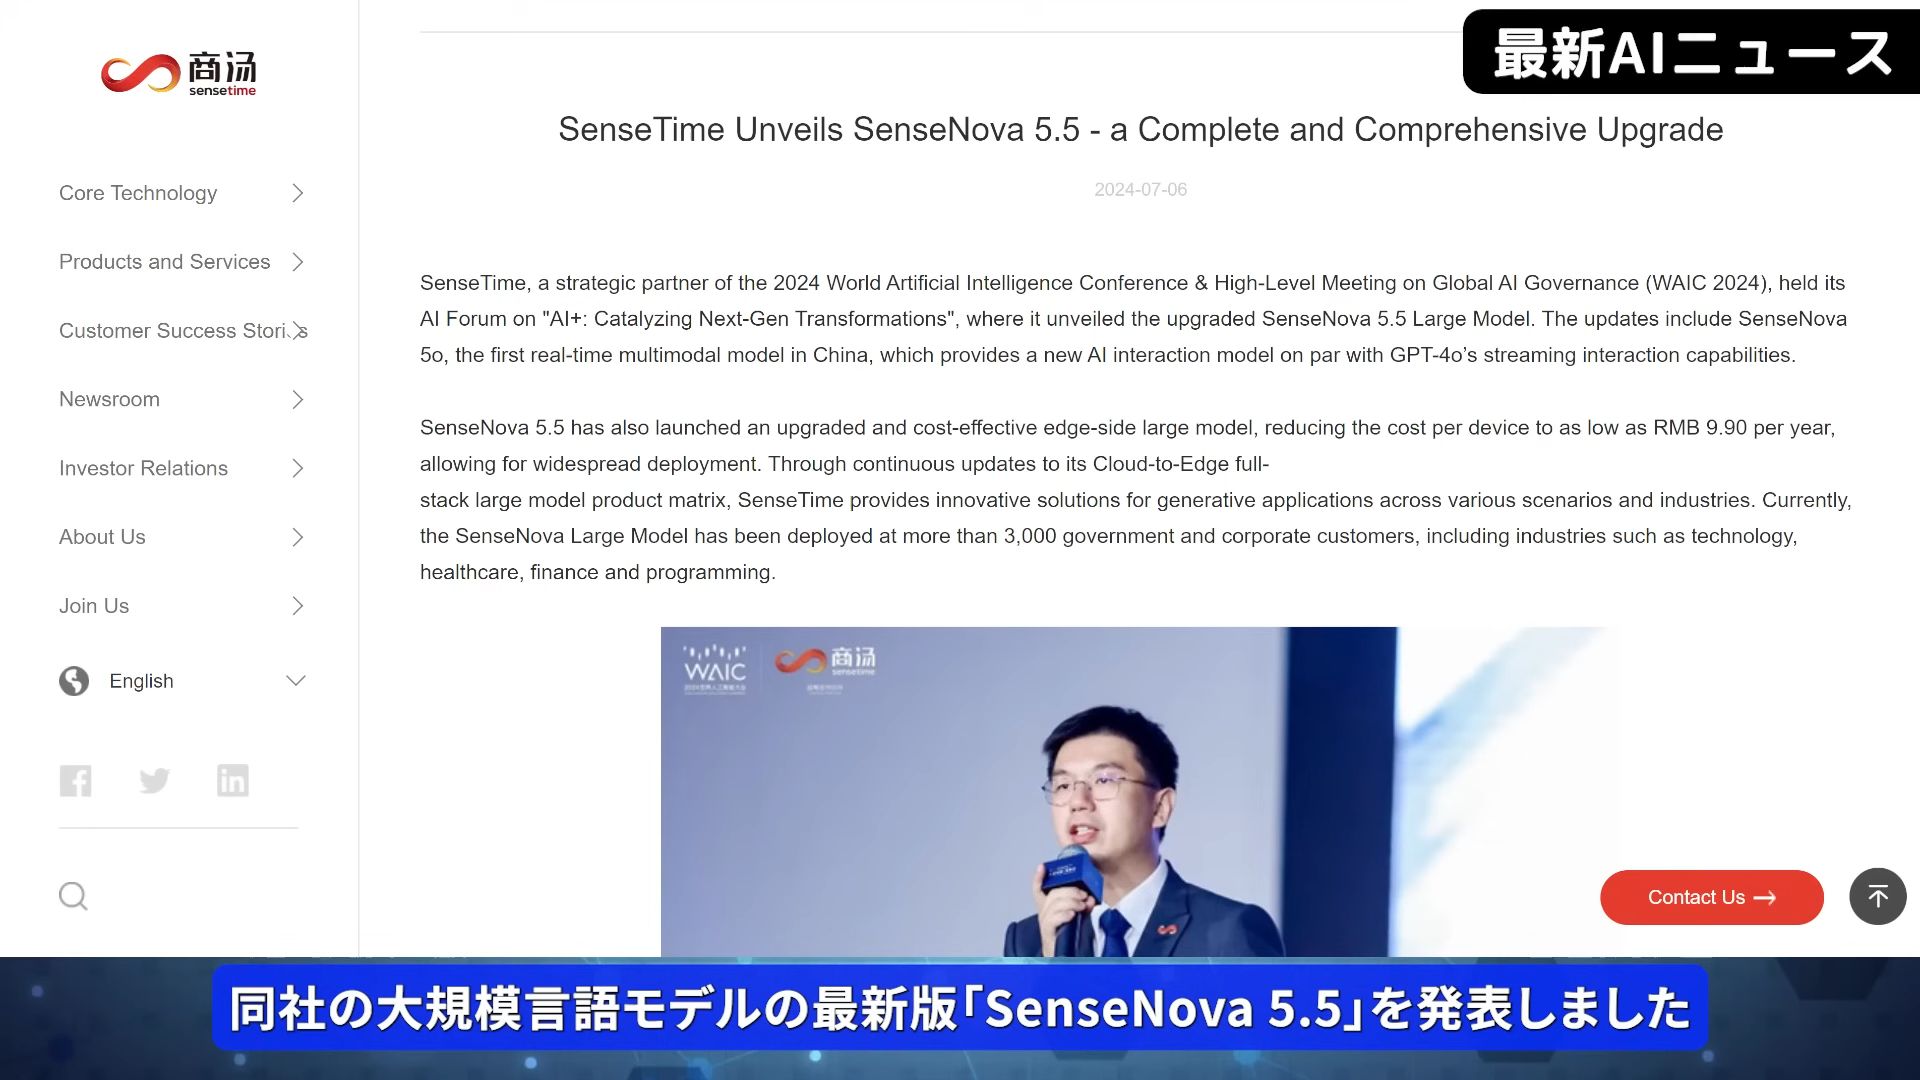 商汤
sensetime
Core Technology
Products and Services
Customer Success Stori..s
Newsroom
Investor Relations
About Us
Join Us
English
最新AIニュース
SenseTime Unveils SenseNova 5.5 - a Complete and Comprehensive Upgrade
2024-07-06
SenseTime, a strategic partner of the 2024 World Artificial Intelligence Conference & High-Level Meeting on Global AI Governance (WAIC 2024), held its
AI Forum on "AI+: Catalyzing Next-Gen Transformations", where it unveiled the upgraded SenseNova 5.5 Large Model. The updates include SenseNova
5o, the first real-time multimodal model in China, which provides a new AI interaction model on par with GPT-4o’s streaming interaction capabilities.
SenseNova 5.5 has also launched an upgraded and cost-effective edge-side large model, reducing the cost per device to as low as RMB 9.90 per year,
allowing for widespread deployment. Through continuous updates to its Cloud-to-Edge full-
stack large model product matrix, SenseTime provides innovative solutions for generative applications across various scenarios and industries. Currently,
the SenseNova Large Model has been deployed at more than 3,000 government and corporate customers, including industries such as technology,
healthcare, finance and programming.
WAIC
商汤
sensetime
Contact Us
同社の大規模言語モデルの最新版「SenseNova 5.5」を発表しました